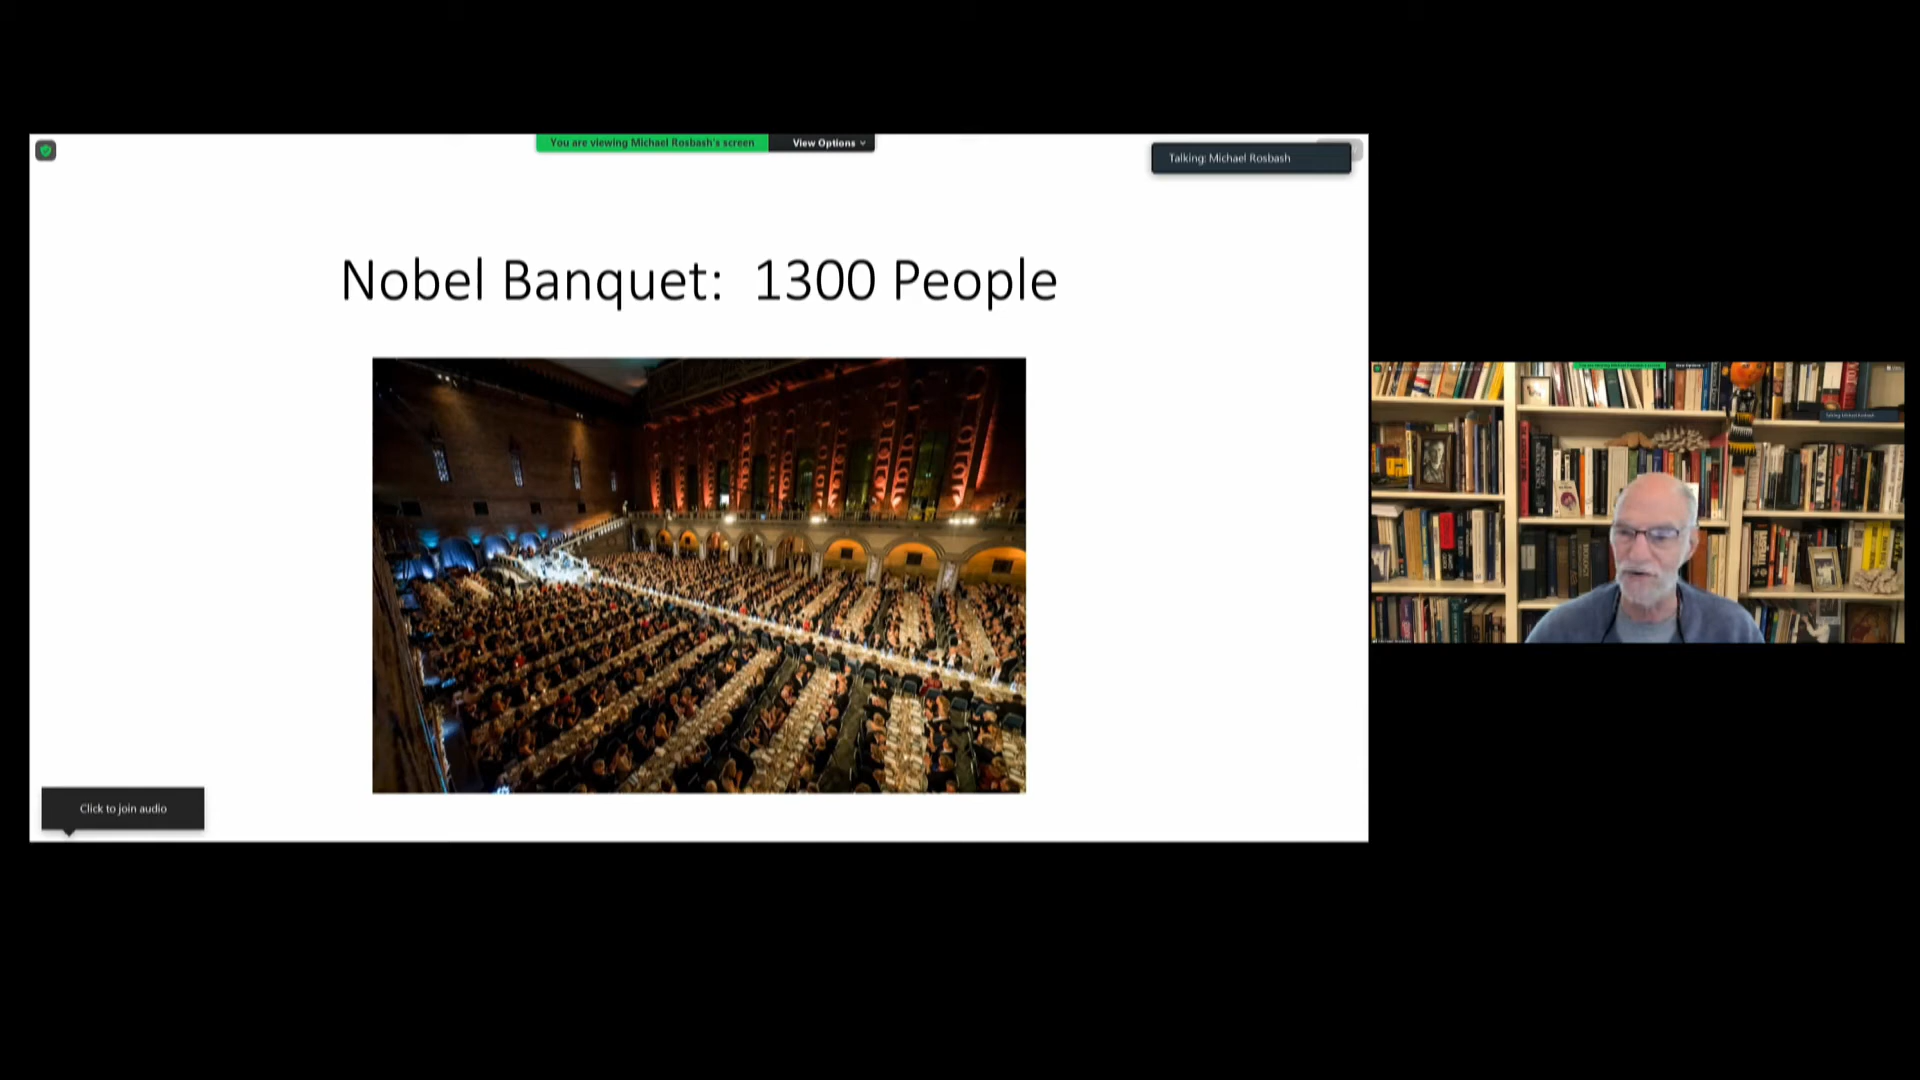 You are viewing Michael Rosbash's screen
View Options
Talking: Michael Rosbash
Nobel Banquet: 1300 People
Click to join audio